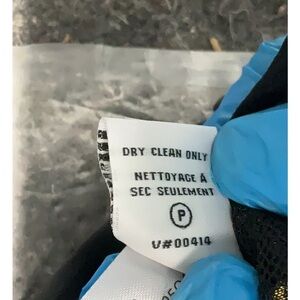 DRY CLEAN ONLY
NETTOYAGE À
SEC SEULEMENT
P
V#00414